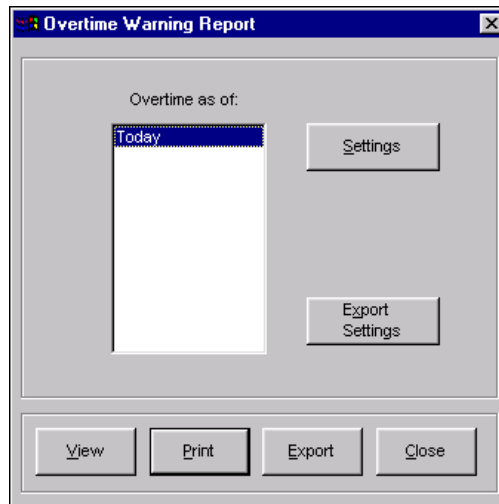 Overtime Warning Report
Overtime as of:
Today
Settings
Export
Settings
View
Print
Export
Close